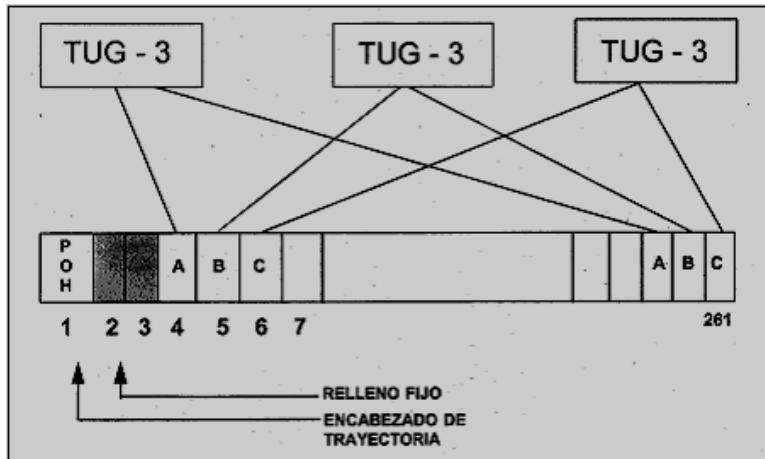 TUG - 3 TUG - 3 TUG - 3
P
O
H
A B C A B C
1 2 3 4 5 6 7 261
RELLENO FIJO
ENCABEZADO DE
TRAYECTORIA